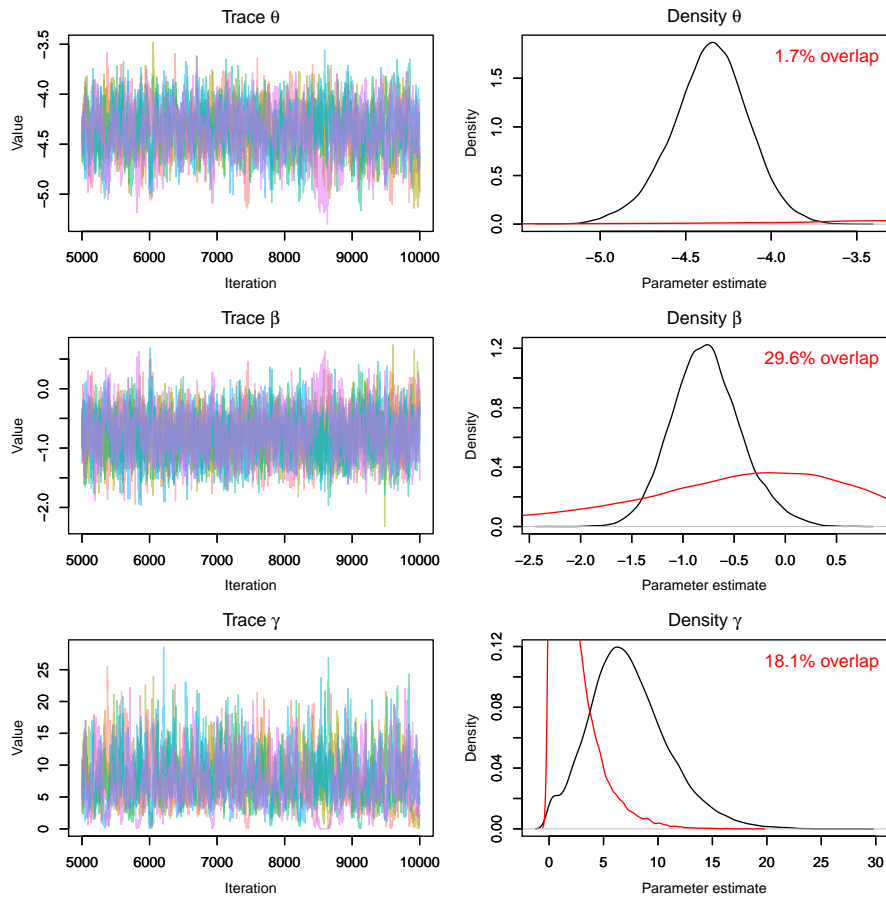 Trace θ
Value
−3.5
−4.0
−4.5
−5.0
5000 6000 7000 8000 9000 10000
Iteration
Density θ
1.7% overlap
Density
1.5
1.0
0.5
0.0
−5.0 −4.5 −4.0 −3.5
Parameter estimate
Trace β
Value
0.0
−1.0
−2.0
5000 6000 7000 8000 9000 10000
Iteration
Density β
29.6% overlap
Density
1.2
0.8
0.4
0.0
−2.5 −2.0 −1.5 −1.0 −0.5 0.0 0.5
Parameter estimate
Trace γ
Value
25
20
15
10
5
0
5000 6000 7000 8000 9000 10000
Iteration
Density γ
18.1% overlap
Density
0.12
0.08
0.04
0.00
0 5 10 15 20 25 30
Parameter estimate